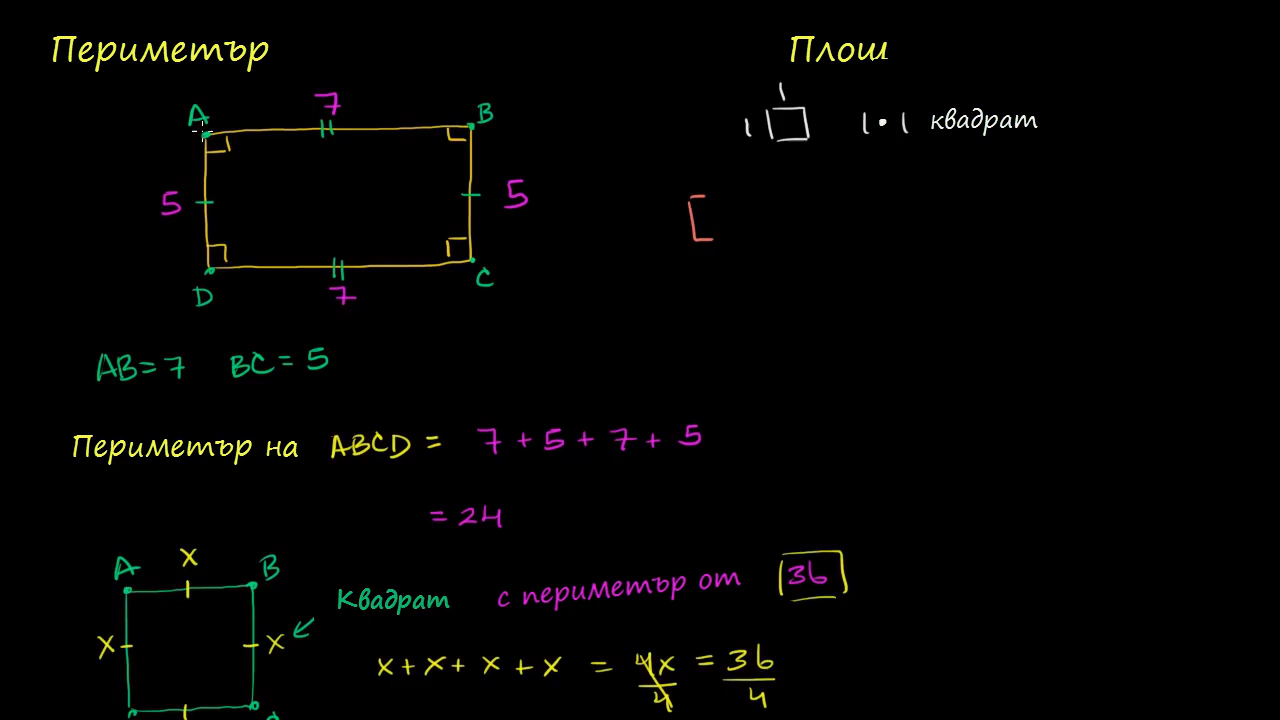 Периметър
Площ
A
7
B
5
5
D
7
C
1
1
1 • 1 квадрат
AB = 7 BC = 5
Периметър на ABCD = 7 + 5 + 7 + 5
= 24
A
x
B
x
x
Квадрат с периметър от 36
x + x + x + x = 4x/4 = 36/4